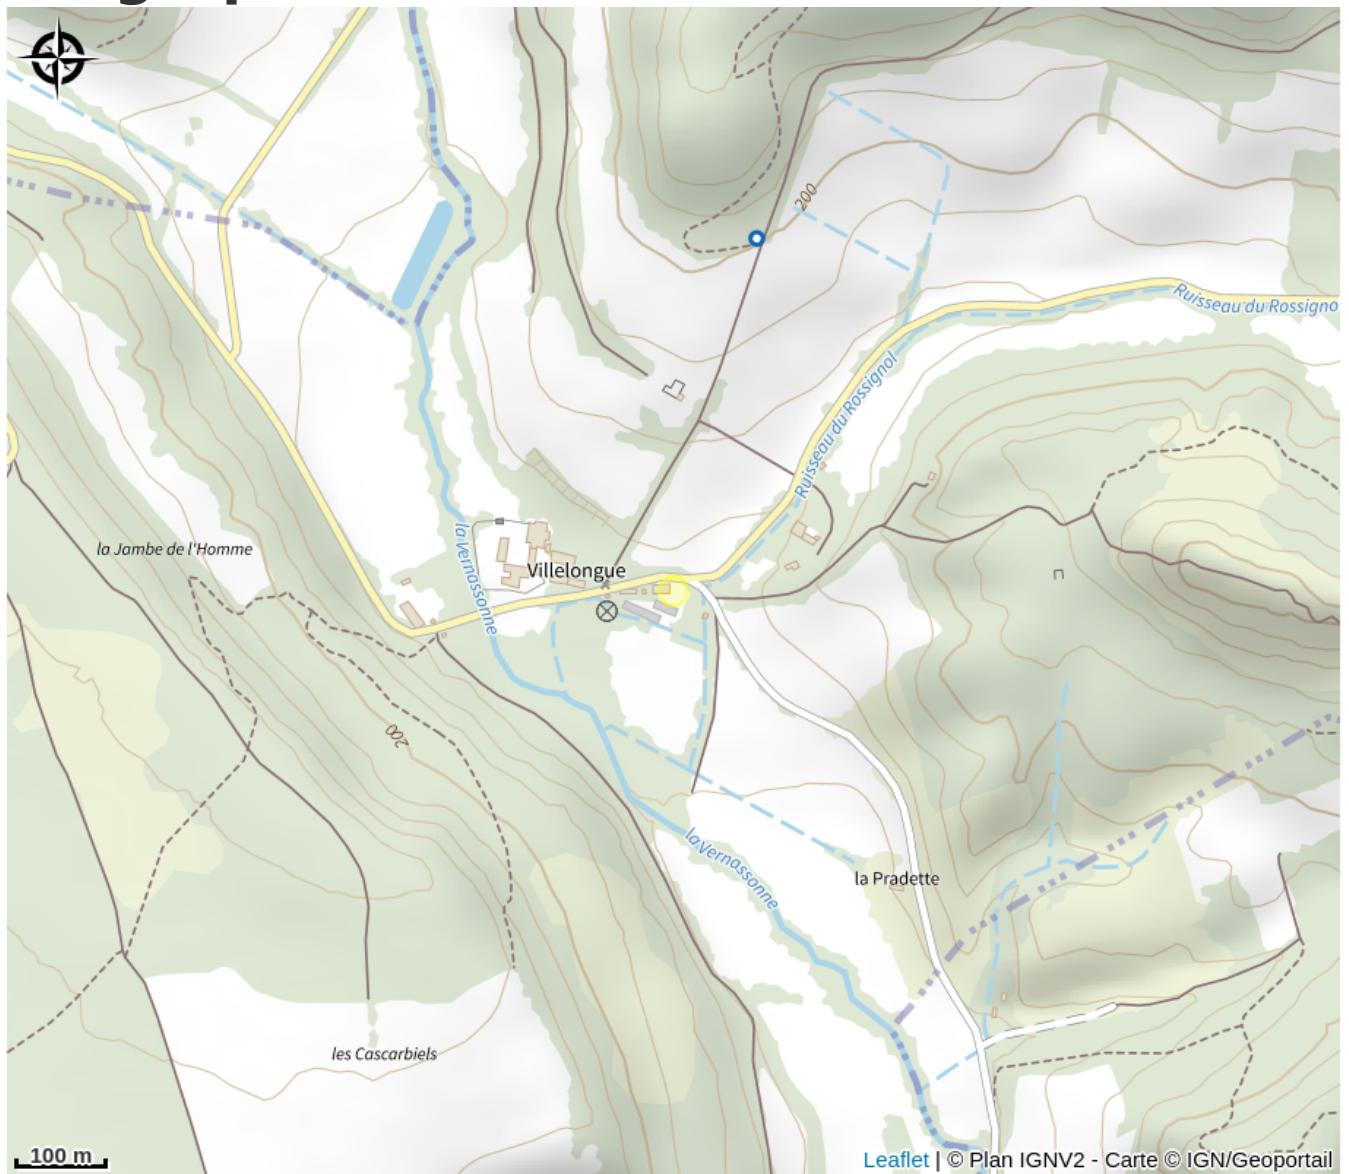 200
Ruisseau du Rossigno
Ruisseau du Rossignol
la Jambe de l'Homme
la Vernassonne
Villelongue
200
la Vernassonne
la Pradette
les Cascarbiels
100 m
Leaflet | © Plan IGNV2 - Carte © IGN/Geoportail